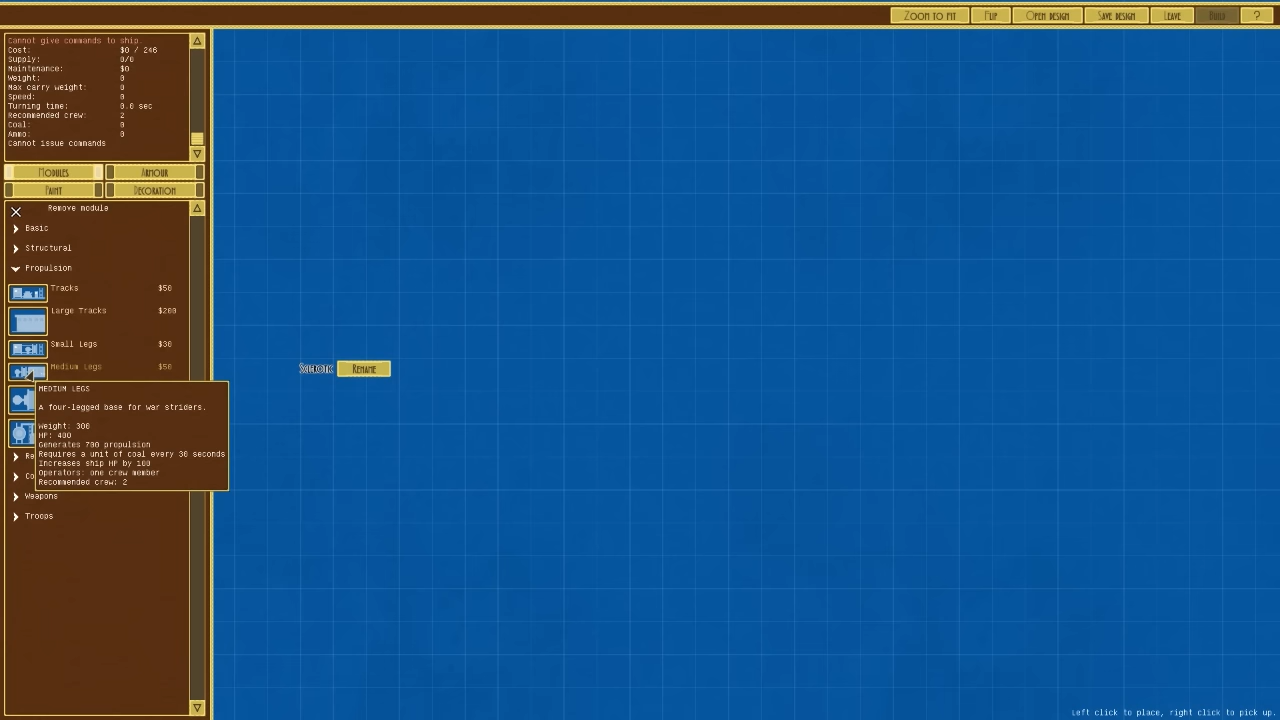 ZOOM TO FIT FLIP OPEN DESIGN SAVE DESIGN LEAVE BUILD ?
Cannot give commands to ship.
Cost: $0 / 246
Supply: 0/0
Maintenance: $0
Weight: 0
Max carry weight: 0
Speed: 0
Turning time: 0.0 sec
Recommended crew: 2
Coal: 0
Ammo: 0
Cannot issue commands
MODULES ARMOUR
PAINT DECORATION
Remove module
Basic
Structural
Propulsion
Tracks $50
Large Tracks $200
Small Legs $30
Medium Legs $50
RENAME
MEDIUM LEGS
A four-legged base for war striders.
Weight: 300
HP: 400
Generates 700 propulsion
Requires a unit of coal every 30 seconds
Increases ship HP by 100
Operators: one crew member
Recommended crew: 2
Re
Co
Weapons
Troops
Left click to place, right click to pick up.